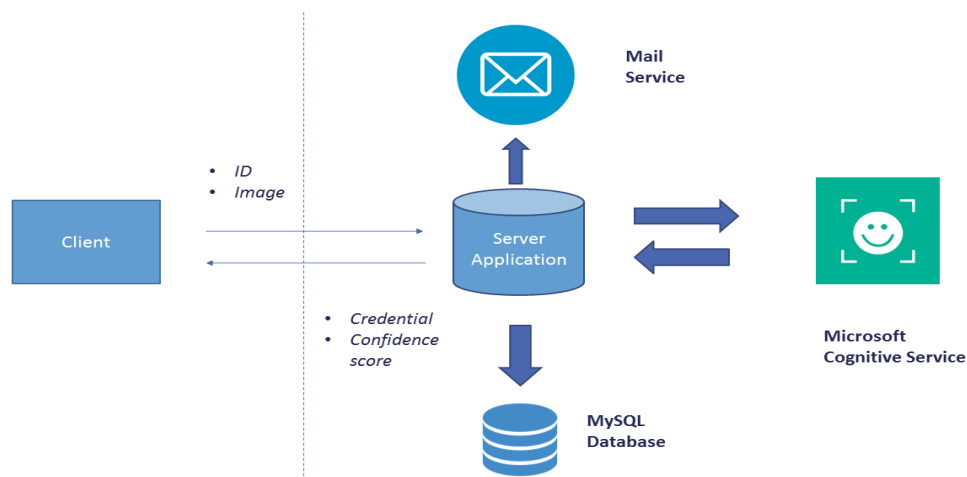 Mail
Service
• ID
• Image
Client
Server
Application
• Credential
• Confidence
score
Microsoft
Cognitive Service
MySQL
Database